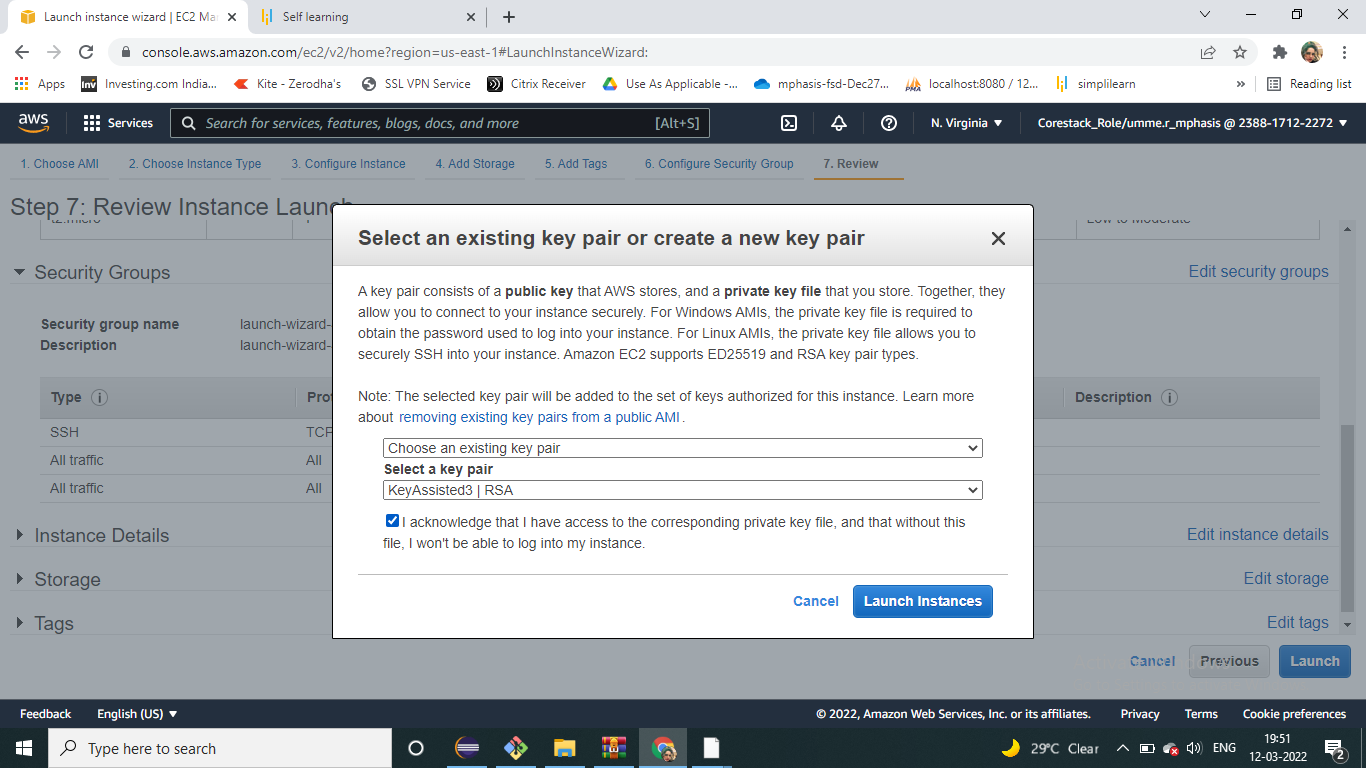 Launch instance wizard | EC2 Ma
Self learning
console.aws.amazon.com/ec2/v2/home?region=us-east-1#LaunchInstanceWizard:
Apps
inv
Investing.com India...
Kite - Zerodha's
SSL VPN Service
Citrix Receiver
Use As Applicable -...
mphasis-fsd-Dec27...
localhost:8080 / 12...
simplilearn
»
Reading list
aws
Services
Search for services, features, blogs, docs, and more
[Alt+S]
N. Virginia
Corestack_Role/umme.r_mphasis @ 2388-1712-2272
1. Choose AMI
2. Choose Instance Type
3. Configure Instance
4. Add Storage
5. Add Tags
6. Configure Security Group
7. Review
Step 7: Review Instance Launch
t2.micro
Low to Moderate
Security Groups
Edit security groups
Security group name
launch-wizard-
Description
launch-wizard-
Type
Pro
Description
SSH
TCP
All traffic
All
All traffic
All
Instance Details
Edit instance details
Storage
Edit storage
Tags
Edit tags
Select an existing key pair or create a new key pair
A key pair consists of a public key that AWS stores, and a private key file that you store. Together, they
allow you to connect to your instance securely. For Windows AMIs, the private key file is required to
obtain the password used to log into your instance. For Linux AMIs, the private key file allows you to
securely SSH into your instance. Amazon EC2 supports ED25519 and RSA key pair types.
Note: The selected key pair will be added to the set of keys authorized for this instance. Learn more
about removing existing key pairs from a public AMI .
Choose an existing key pair
Select a key pair
KeyAssisted3 | RSA
I acknowledge that I have access to the corresponding private key file, and that without this
file, I won't be able to log into my instance.
Cancel
Launch Instances
Cancel
Previous
Launch
Feedback
English (US)
© 2022, Amazon Web Services, Inc. or its affiliates.
Privacy
Terms
Cookie preferences
Type here to search
29°C Clear
ENG
19:51
12-03-2022
2